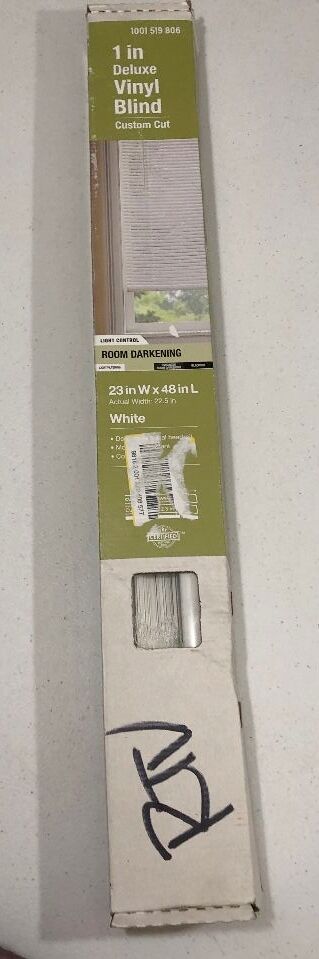 1001 519 806
1 in
Deluxe
Vinyl
Blind
Custom Cut
LIGHT CONTROL
ROOM DARKENING
23 in W x 48 in L
Actual Width: 22.5 in.
White
CERTIFIED
RTV